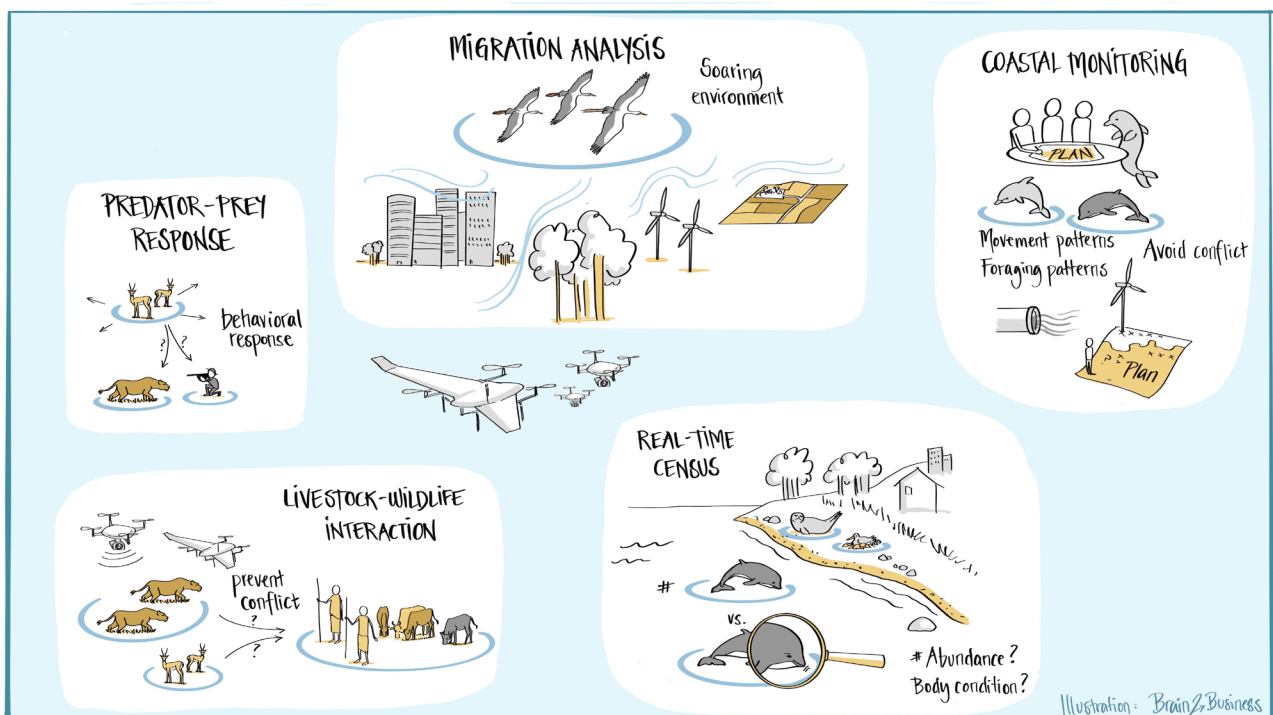 MIGRATION ANALYSIS
Soaring
environment
COASTAL MONITORING
PLAN
Movement patterns
Foraging patterns
Avoid conflict
?
Plan
PREDATOR-PREY
RESPONSE
behavioral
response
? ?
LIVESTOCK-WILDLIFE
INTERACTION
prevent
conflict
?
?
REAL-TIME
CENSUS
#
vs.
# Abundance?
Body condition?
Illustration: Brain2Business